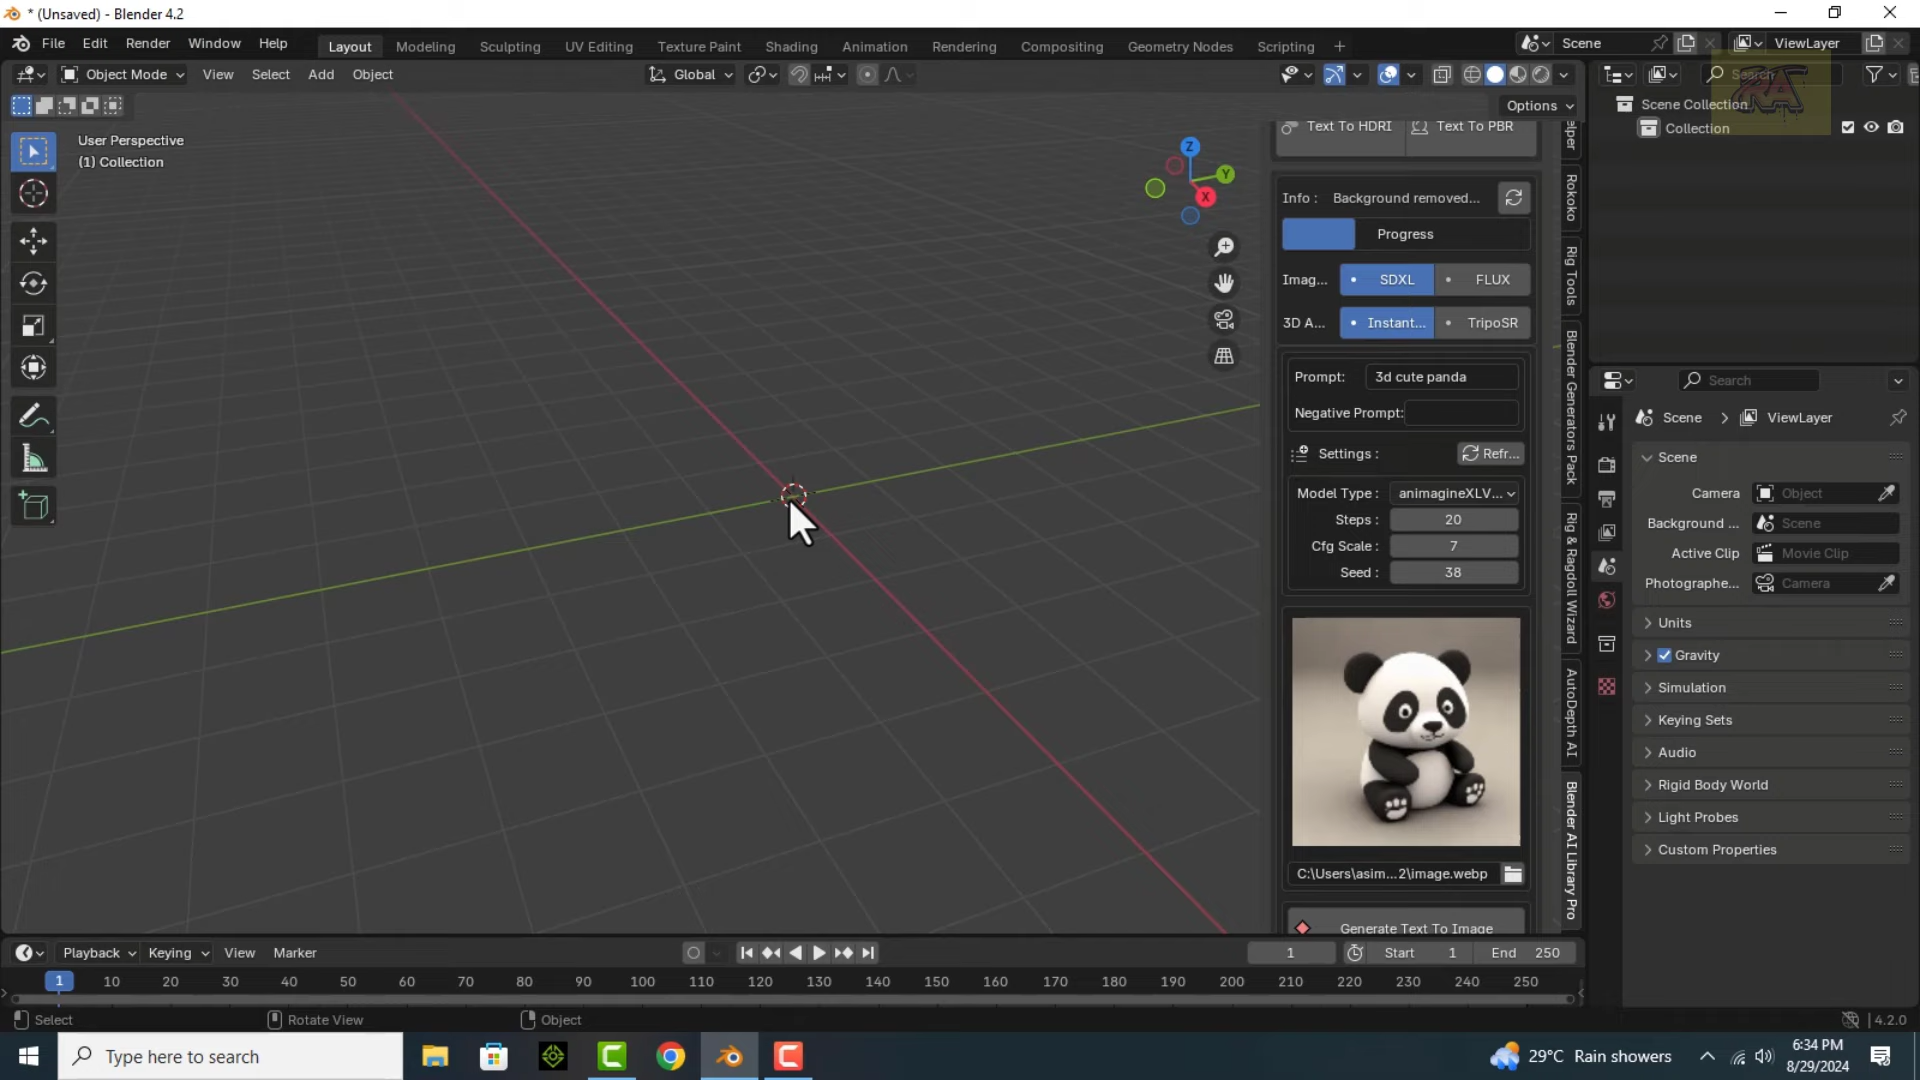 * (Unsaved) - Blender 4.2
File Edit Render Window Help Layout Modeling Sculpting UV Editing Texture Paint Shading Animation Rendering Compositing Geometry Nodes Scripting + Scene ViewLayer
Object Mode View Select Add Object Global Search
Options
User Perspective
(1) Collection
Z
Y
X
Text To HDRI Text To PBR
Info : Background removed...
Progress
Imag... SDXL FLUX
3D A... Instant... TripoSR
Prompt: 3d cute panda
Negative Prompt:
Settings : Refr...
Model Type : animagineXLV...
Steps : 20
Cfg Scale : 7
Seed : 38
C:\Users\asim...2\image.webp
Generate Text To Image
elper
Rokoko
Rig Tools
Blender Generators Pack
Rig & Ragdoll Wizard
AutoDepth AI
Blender AI Library Pro
Scene Collection
Collection
Search
Scene ViewLayer
Scene
Camera Object
Background ... Scene
Active Clip Movie Clip
Photographe... Camera
Units
Gravity
Simulation
Keying Sets
Audio
Rigid Body World
Light Probes
Custom Properties
Playback Keying View Marker 1 Start 1 End 250
1 10 20 30 40 50 60 70 80 90 100 110 120 130 140 150 160 170 180 190 200 210 220 230 240 250
Select Rotate View Object 4.2.0
Type here to search
29°C Rain showers
6:34 PM
8/29/2024